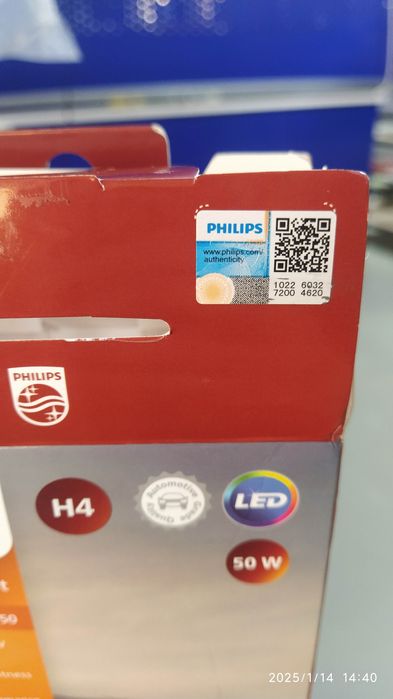 PHILIPS
www.philips.com/
authenticity
1022 6032
7200 4620
PHILIPS
Automotive
Grade Quality
H4
LED
50 W
50
2025/1/14 14:40